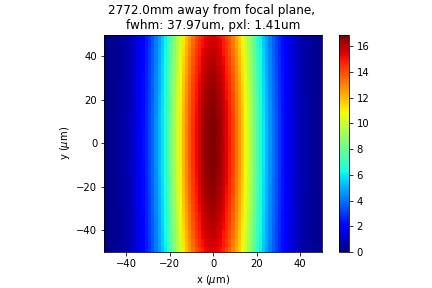 2772.0mm away from focal plane,
fwhm: 37.97um, pxl: 1.41um
40
20
0
−20
−40
y (μm)
−40 −20 0 20 40
x (μm)
16
14
12
10
8
6
4
2
0